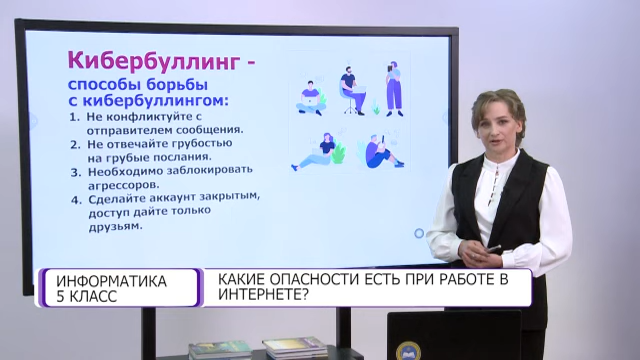 Кибербуллинг -
способы борьбы
с кибербуллингом:
1. Не конфликтуйте с
отправителем сообщения.
2. Не отвечайте грубостью
на грубые послания.
3. Необходимо заблокировать
агрессоров.
4. Сделайте аккаунт закрытым,
доступ дайте только
друзьям.
ИНФОРМАТИКА
5 КЛАСС
КАКИЕ ОПАСНОСТИ ЕСТЬ ПРИ РАБОТЕ В
ИНТЕРНЕТЕ?